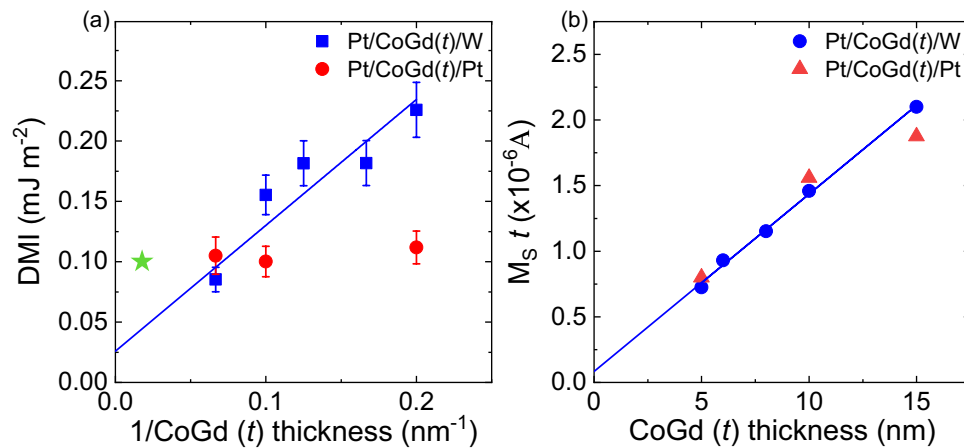 (a)
Pt/CoGd(t)/W
Pt/CoGd(t)/Pt
0.25
0.20
0.15
0.10
0.05
0.00
DMI (mJ m⁻²)
0.0
0.1
0.2
1/CoGd (t) thickness (nm⁻¹)
(b)
Pt/CoGd(t)/W
Pt/CoGd(t)/Pt
2.5
2.0
1.5
1.0
0.5
0.0
M_S t (x10⁻⁶A)
0
5
10
15
CoGd (t) thickness (nm)